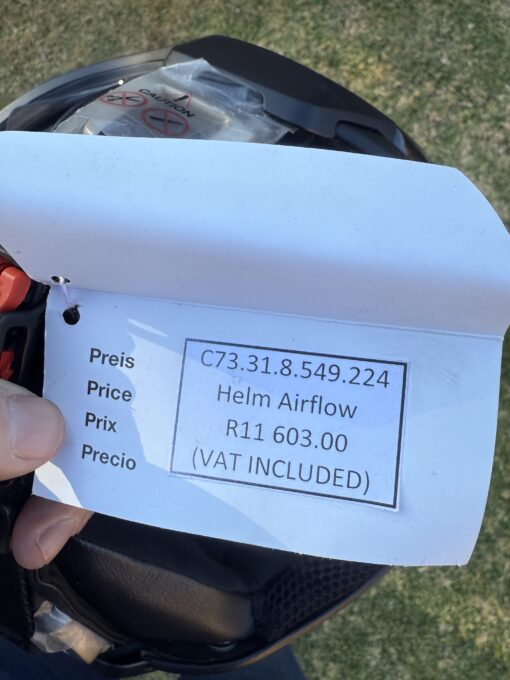 CAUTION
Preis
Price
Prix
Precio
C73.31.8.549.224
Helm Airflow
R11 603.00
(VAT INCLUDED)